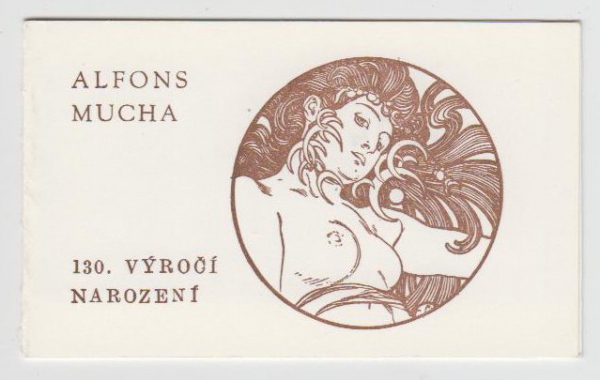 ALFONS
MUCHA
130. VÝROČÍ
NAROZENÍ